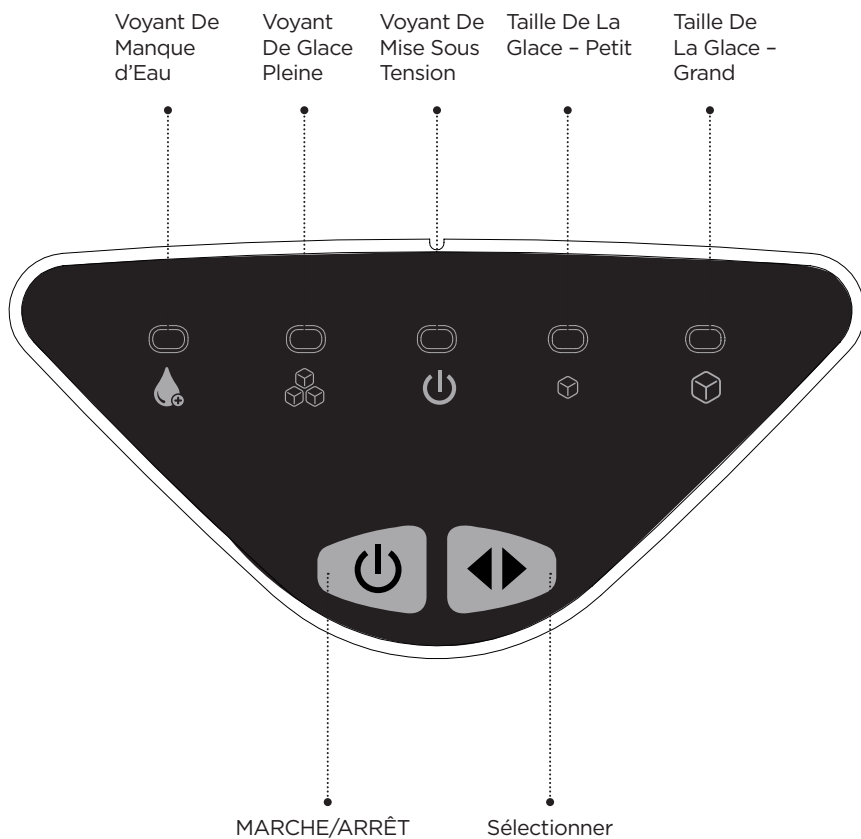 Voyant De
Manque
d'Eau
Voyant
De Glace
Pleine
Voyant De
Mise Sous
Tension
Taille De La
Glace – Petit
Taille De
La Glace –
Grand
MARCHE/ARRÊT
Sélectionner